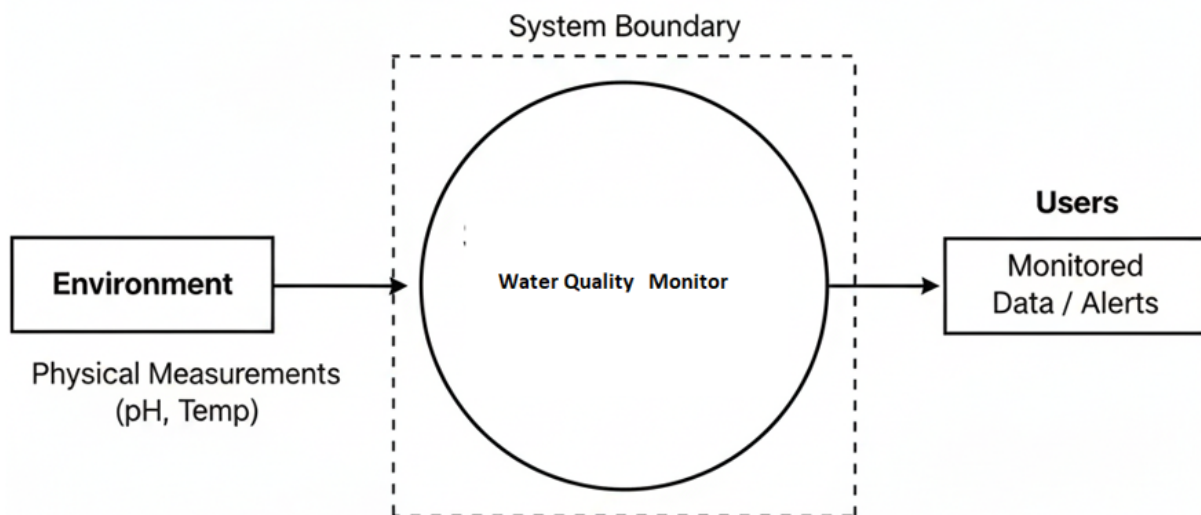 System Boundary
Environment
Physical Measurements
(pH, Temp)
Water Quality Monitor
Users
Monitored
Data / Alerts